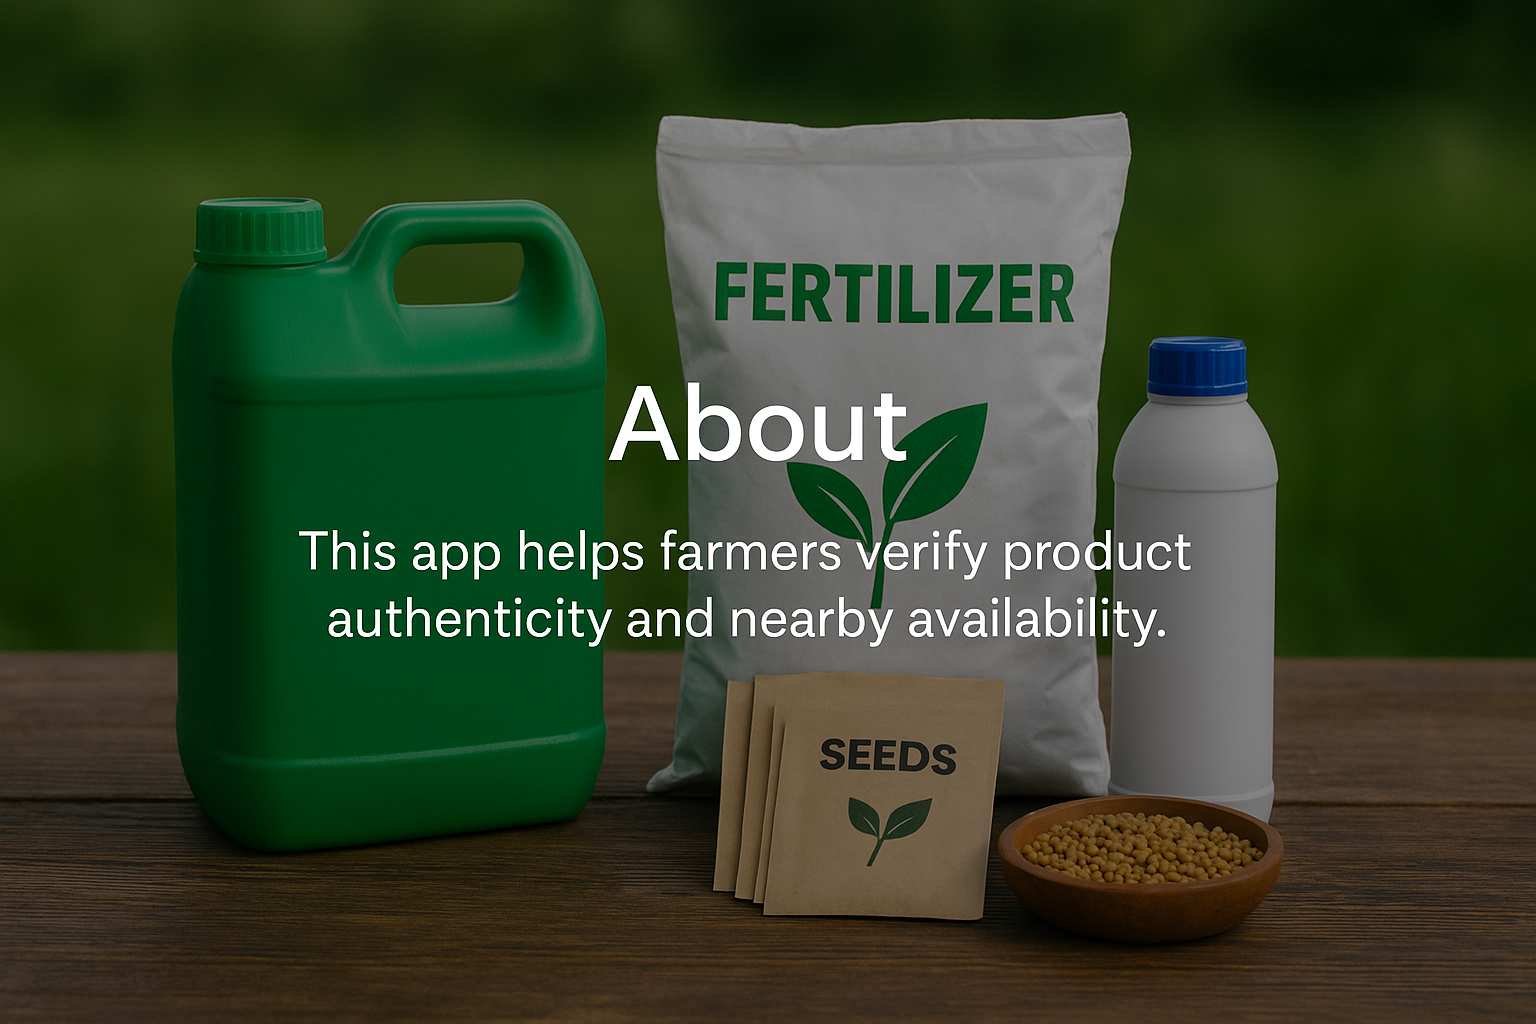 FERTILIZER
About
This app helps farmers verify product
authenticity and nearby availability.
SEEDS